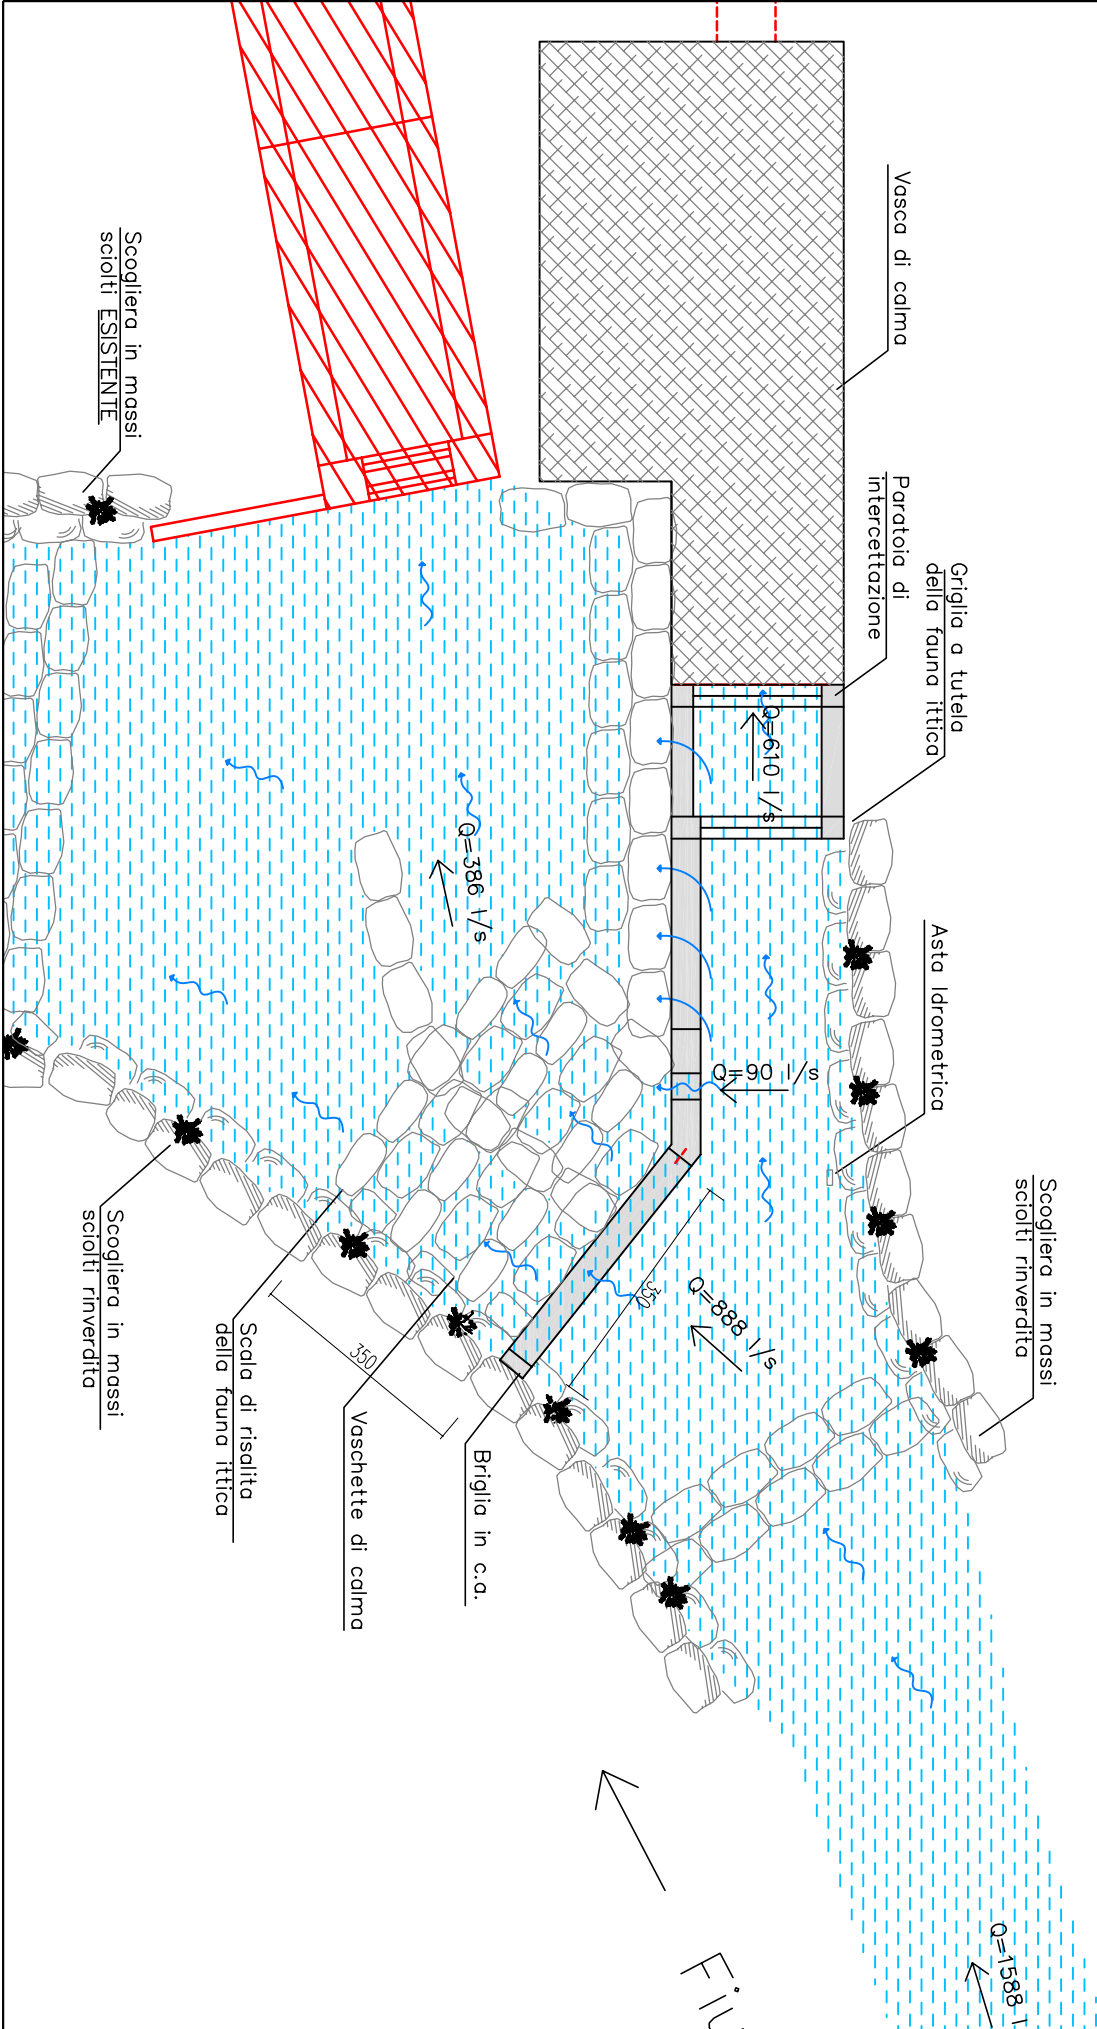 Vasca di calma
Paratoia di
intercettazione
Griglia a tutela
della fauna ittica
Asta Idrometrica
Scogliera in massi
sciolti rinverdita
Scogliera in massi
sciolti ESISTENTE
Q=610 l/s
Q=386 l/s
Q=90 l/s
Q=888 l/s
350
Scogliera in massi
sciolti rinverdita
Scala di risalita
della fauna ittica
350
Vaschette di calma
Briglia in c.a.
Q=1588 l
Fiu